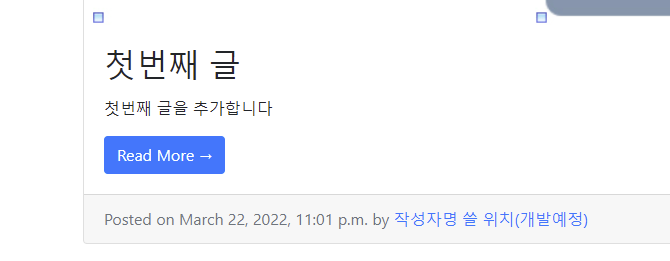 첫번째 글
첫번째 글을 추가합니다
Read More →
Posted on March 22, 2022, 11:01 p.m. by 작성자명 쓸 위치(개발예정)